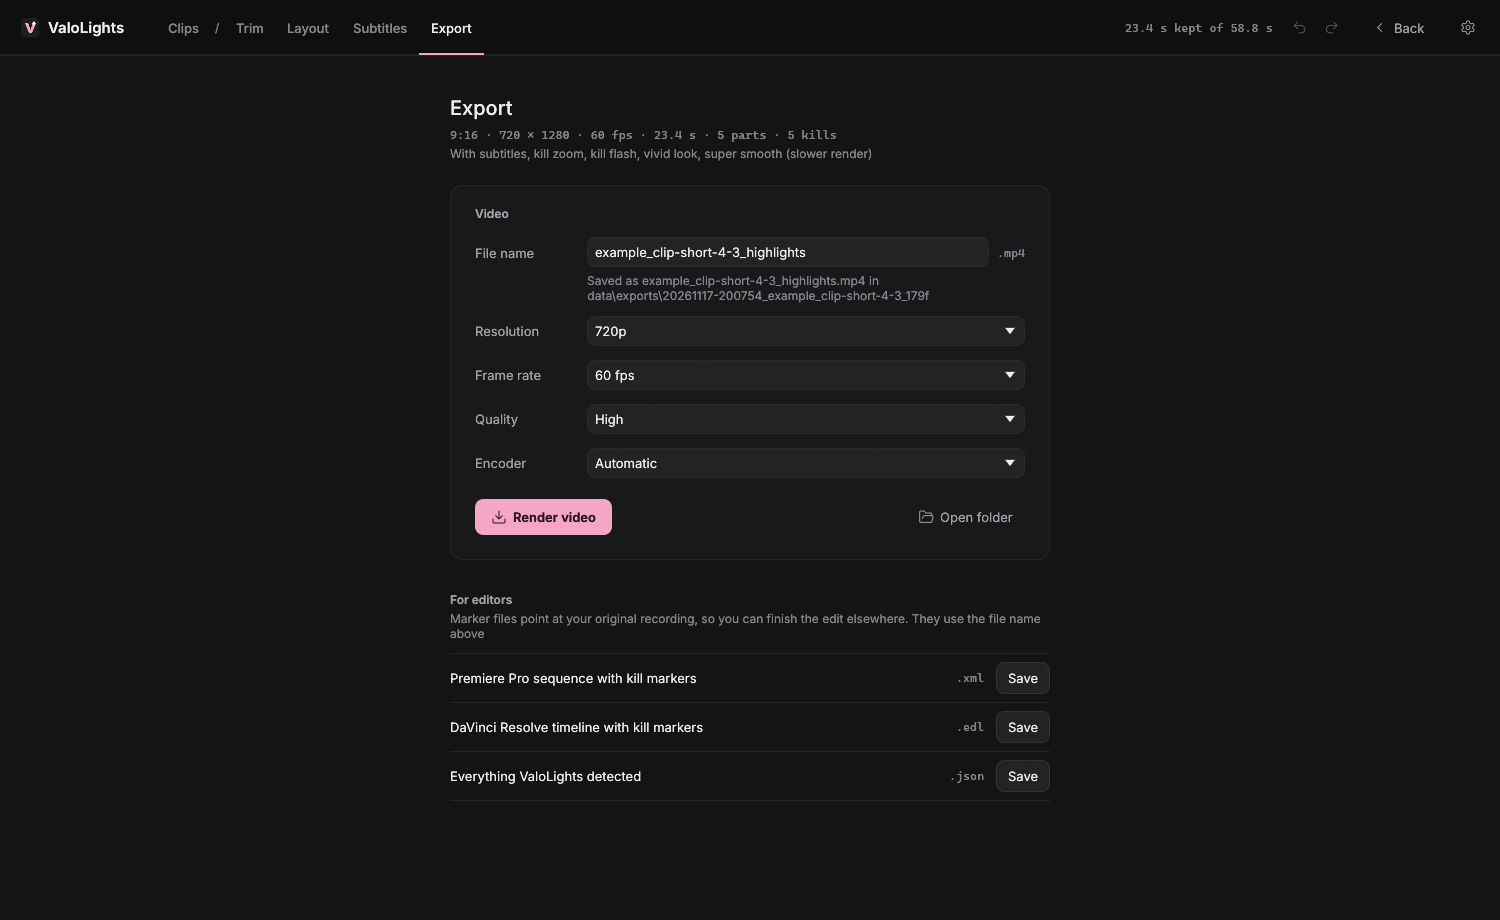 ValoLights
Clips / Trim Layout Subtitles Export
23.4 s kept of 58.8 s
Back
Export
9:16 · 720 × 1280 · 60 fps · 23.4 s · 5 parts · 5 kills
With subtitles, kill zoom, kill flash, vivid look, super smooth (slower render)
Video
File name example_clip-short-4-3_highlights .mp4
Saved as example_clip-short-4-3_highlights.mp4 in
data\exports\20261117-200754_example_clip-short-4-3_179f
Resolution 720p
Frame rate 60 fps
Quality High
Encoder Automatic
Render video Open folder
For editors
Marker files point at your original recording, so you can finish the edit elsewhere. They use the file name
above
Premiere Pro sequence with kill markers .xml Save
DaVinci Resolve timeline with kill markers .edl Save
Everything ValoLights detected .json Save